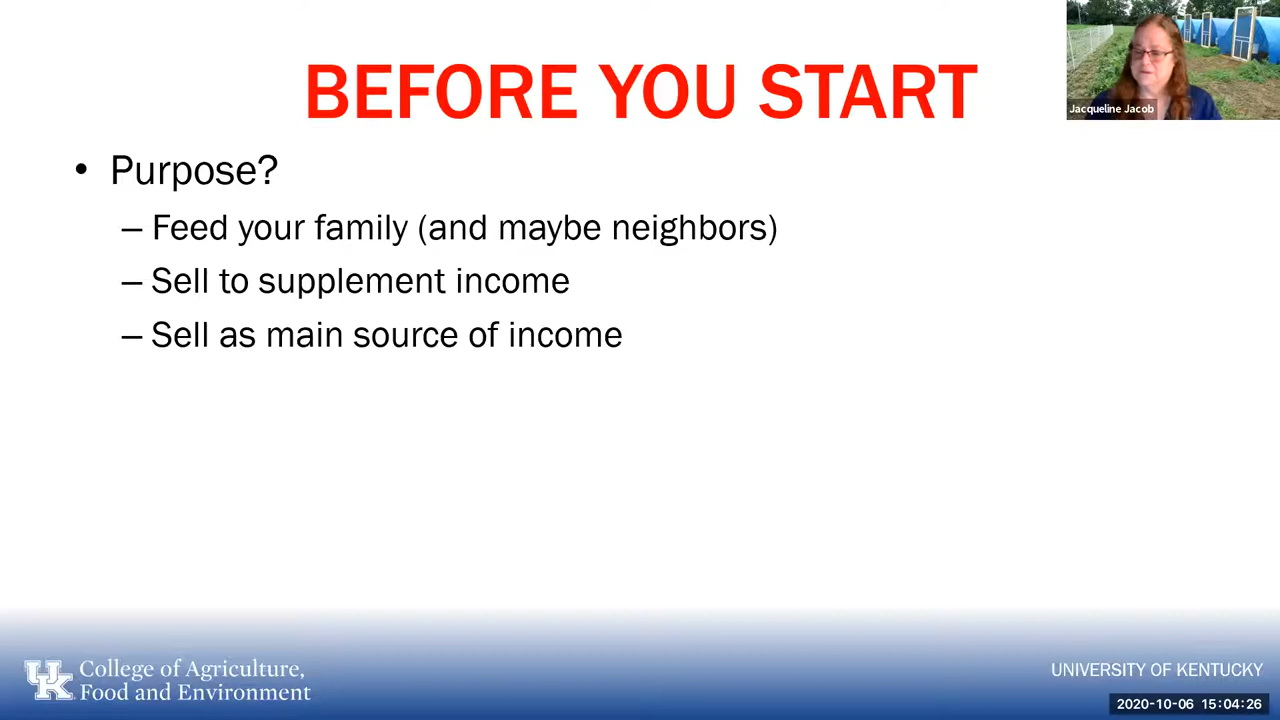 BEFORE YOU START
Jacqueline Jacob
• Purpose?
– Feed your family (and maybe neighbors)
– Sell to supplement income
– Sell as main source of income
UK
College of Agriculture,
Food and Environment
UNIVERSITY OF KENTUCKY
2020-10-06 15:04:26